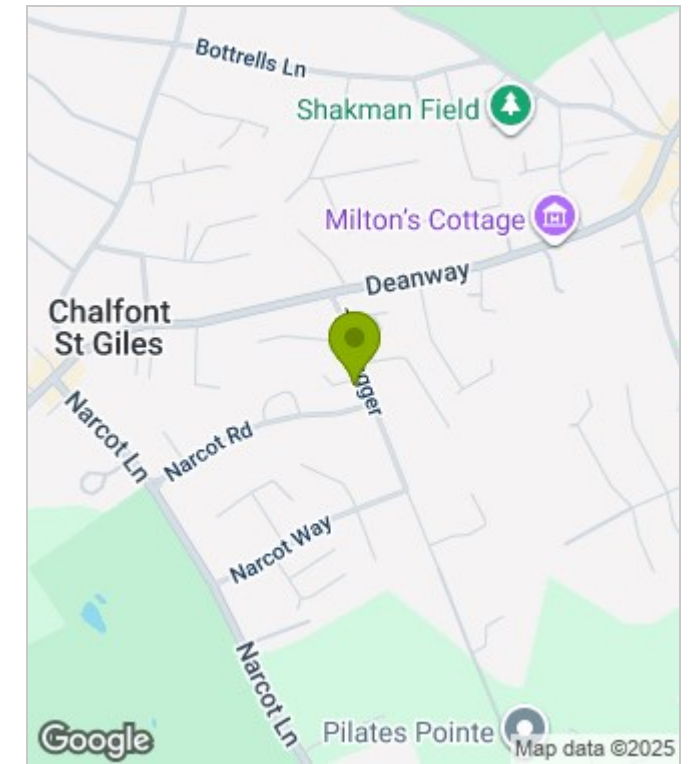 Bottrells Ln
Shakman Field
Milton's Cottage
Deanway
Chalfont
St Giles
Narcot Ln
Narcot Rd
Narcot Way
Narcot Ln
Pilates Pointe
Google
Map data ©2025